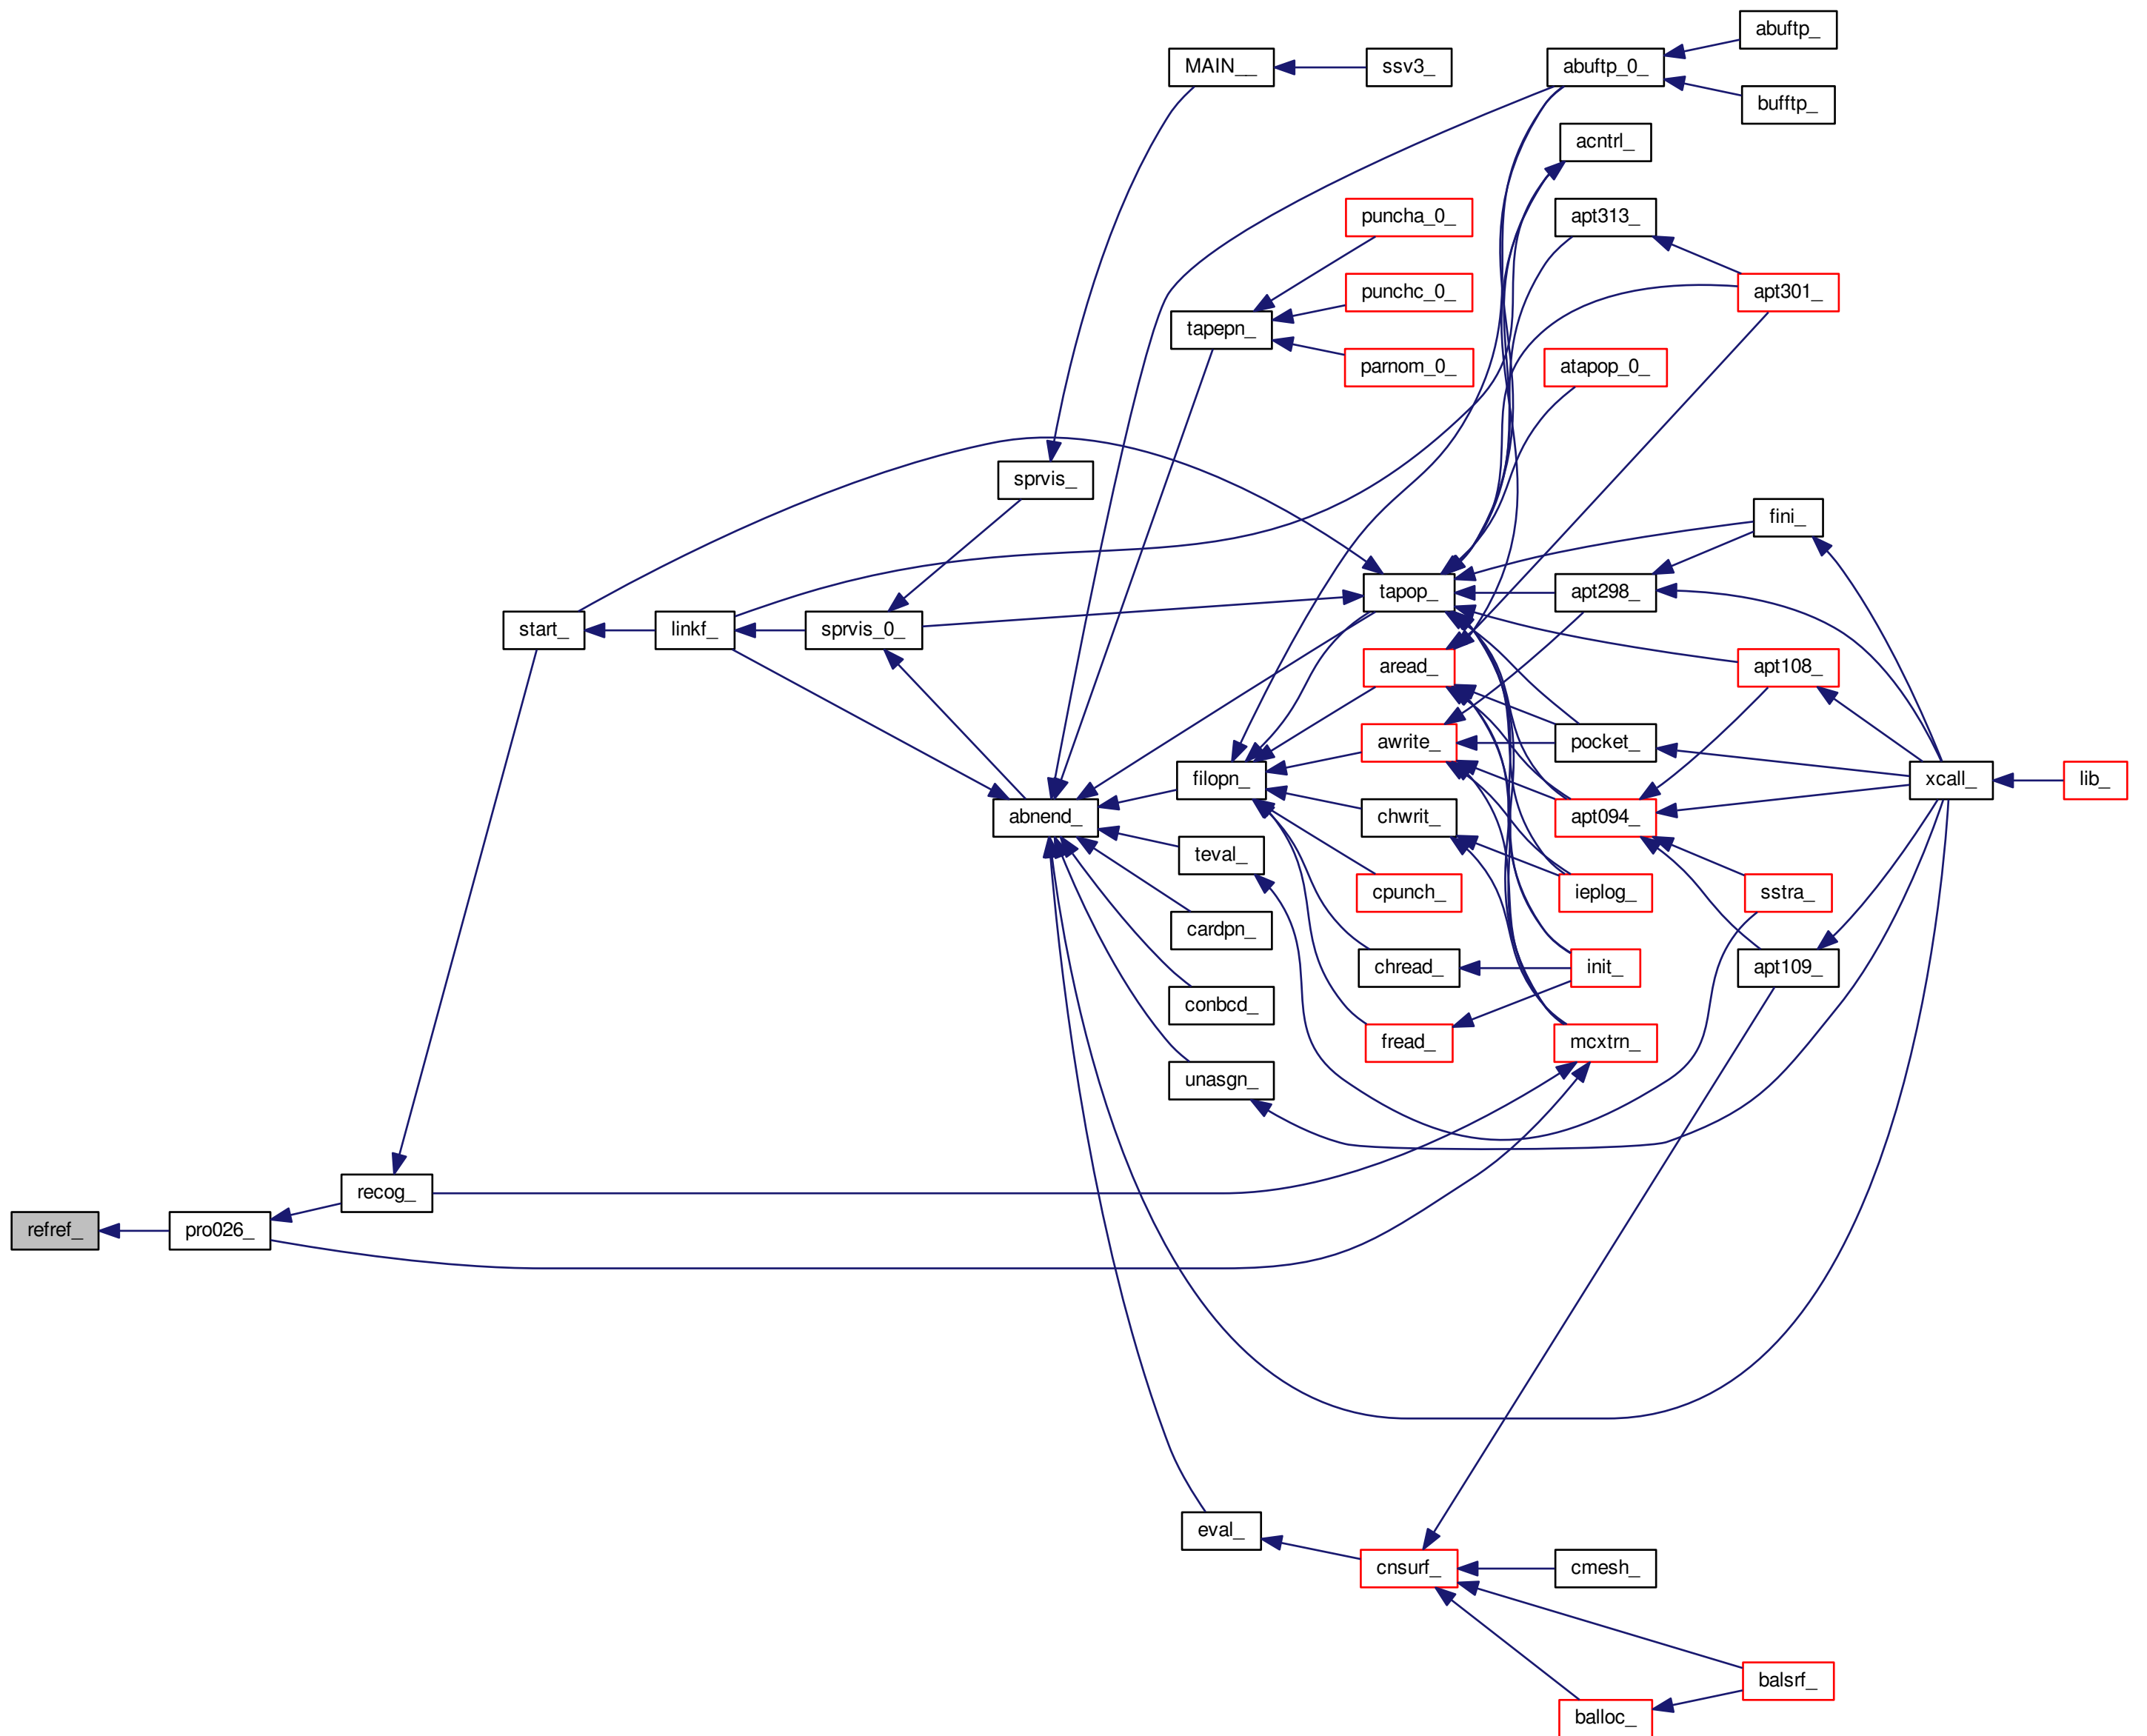 abuftp_
MAIN__
ssv3_
abuftp_0_
bufftp_
acntrl_
puncha_0_
apt313_
punchc_0_
apt301_
tapepn_
parnom_0_
atapop_0_
sprvis_
fini_
tapop_
apt298_
start_
linkf_
sprvis_0_
aread_
apt108_
awrite_
pocket_
filopn_
xcall_
lib_
abnend_
chwrit_
apt094_
teval_
cpunch_
ieplog_
sstra_
cardpn_
chread_
init_
apt109_
conbcd_
fread_
mcxtrn_
unasgn_
recog_
refref_
pro026_
eval_
cnsurf_
cmesh_
balsrf_
balloc_